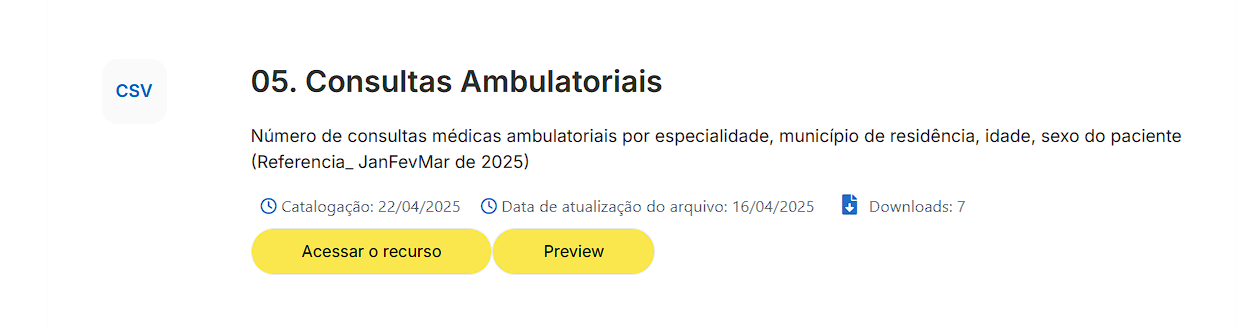 CSV
05. Consultas Ambulatoriais
Número de consultas médicas ambulatoriais por especialidade, município de residência, idade, sexo do paciente
(Referencia_ JanFevMar de 2025)
Catalogação: 22/04/2025 Data de atualização do arquivo: 16/04/2025 Downloads: 7
Acessar o recurso Preview